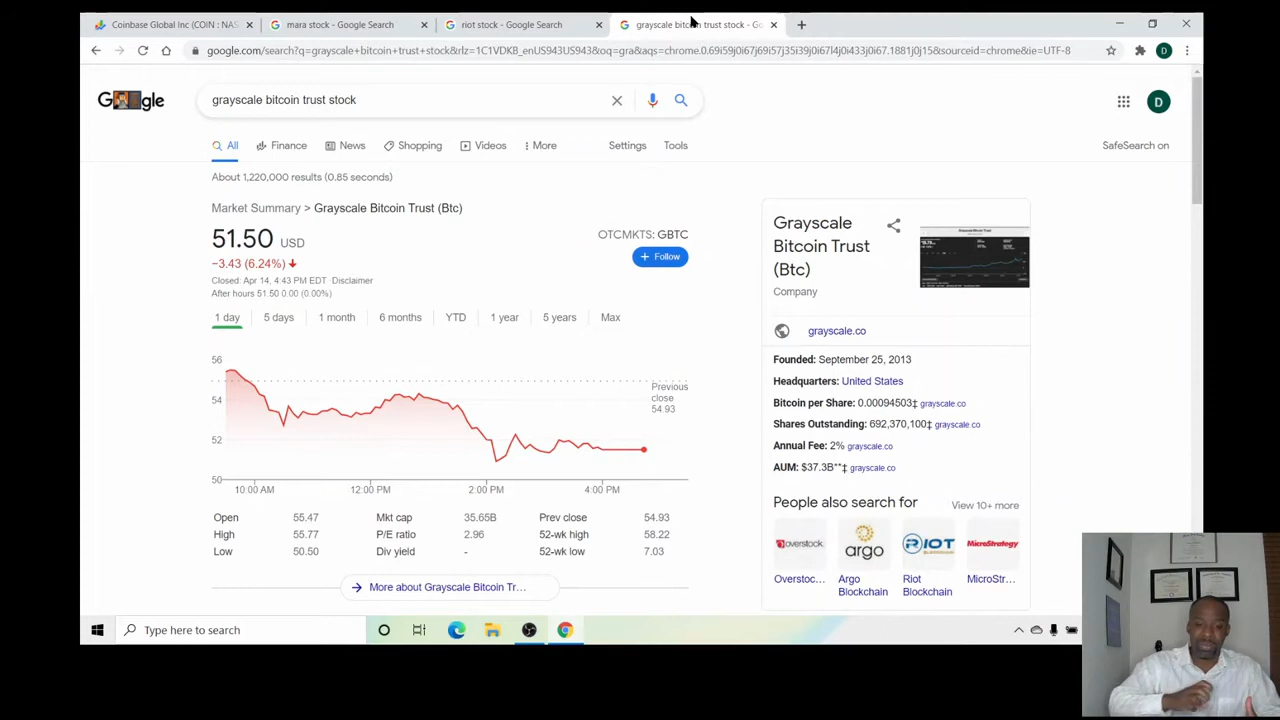 Coinbase Global Inc (COIN : NAS
mara stock - Google Search
riot stock - Google Search
grayscale bitcoin trust stock - Go
google.com/search?q=grayscale+bitcoin+trust+stock&rlz=1C1VDKB_enUS943US943&oq=gra&aqs=chrome.0.69i59j0i67j69i57j35i39j0i67l4j0i433j0i67.1881j0j15&sourceid=chrome&ie=UTF-8
D
grayscale bitcoin trust stock
D
All Finance News Shopping Videos More Settings Tools SafeSearch on
About 1,220,000 results (0.85 seconds)
Market Summary > Grayscale Bitcoin Trust (Btc)
51.50 USD
OTCMKTS: GBTC
−3.43 (6.24%)
+ Follow
Closed: Apr 14, 4:43 PM EDT · Disclaimer
After hours 51.50 0.00 (0.00%)
1 day 5 days 1 month 6 months YTD 1 year 5 years Max
56
54
52
50
Previous
close
54.93
10:00 AM 12:00 PM 2:00 PM 4:00 PM
Open 55.47 Mkt cap 35.65B Prev close 54.93
High 55.77 P/E ratio 2.96 52-wk high 58.22
Low 50.50 Div yield - 52-wk low 7.03
More about Grayscale Bitcoin Tr...
Grayscale
Bitcoin Trust
(Btc)
Company
grayscale.co
Founded: September 25, 2013
Headquarters: United States
Bitcoin per Share: 0.00094503‡ grayscale.co
Shares Outstanding: 692,370,100‡ grayscale.co
Annual Fee: 2% grayscale.co
AUM: $37.3B**‡ grayscale.co
People also search for View 10+ more
overstock
argo
RIOT
MicroStrategy
Overstoc...
Argo
Blockchain
Riot
Blockchain
MicroStr...
Type here to search